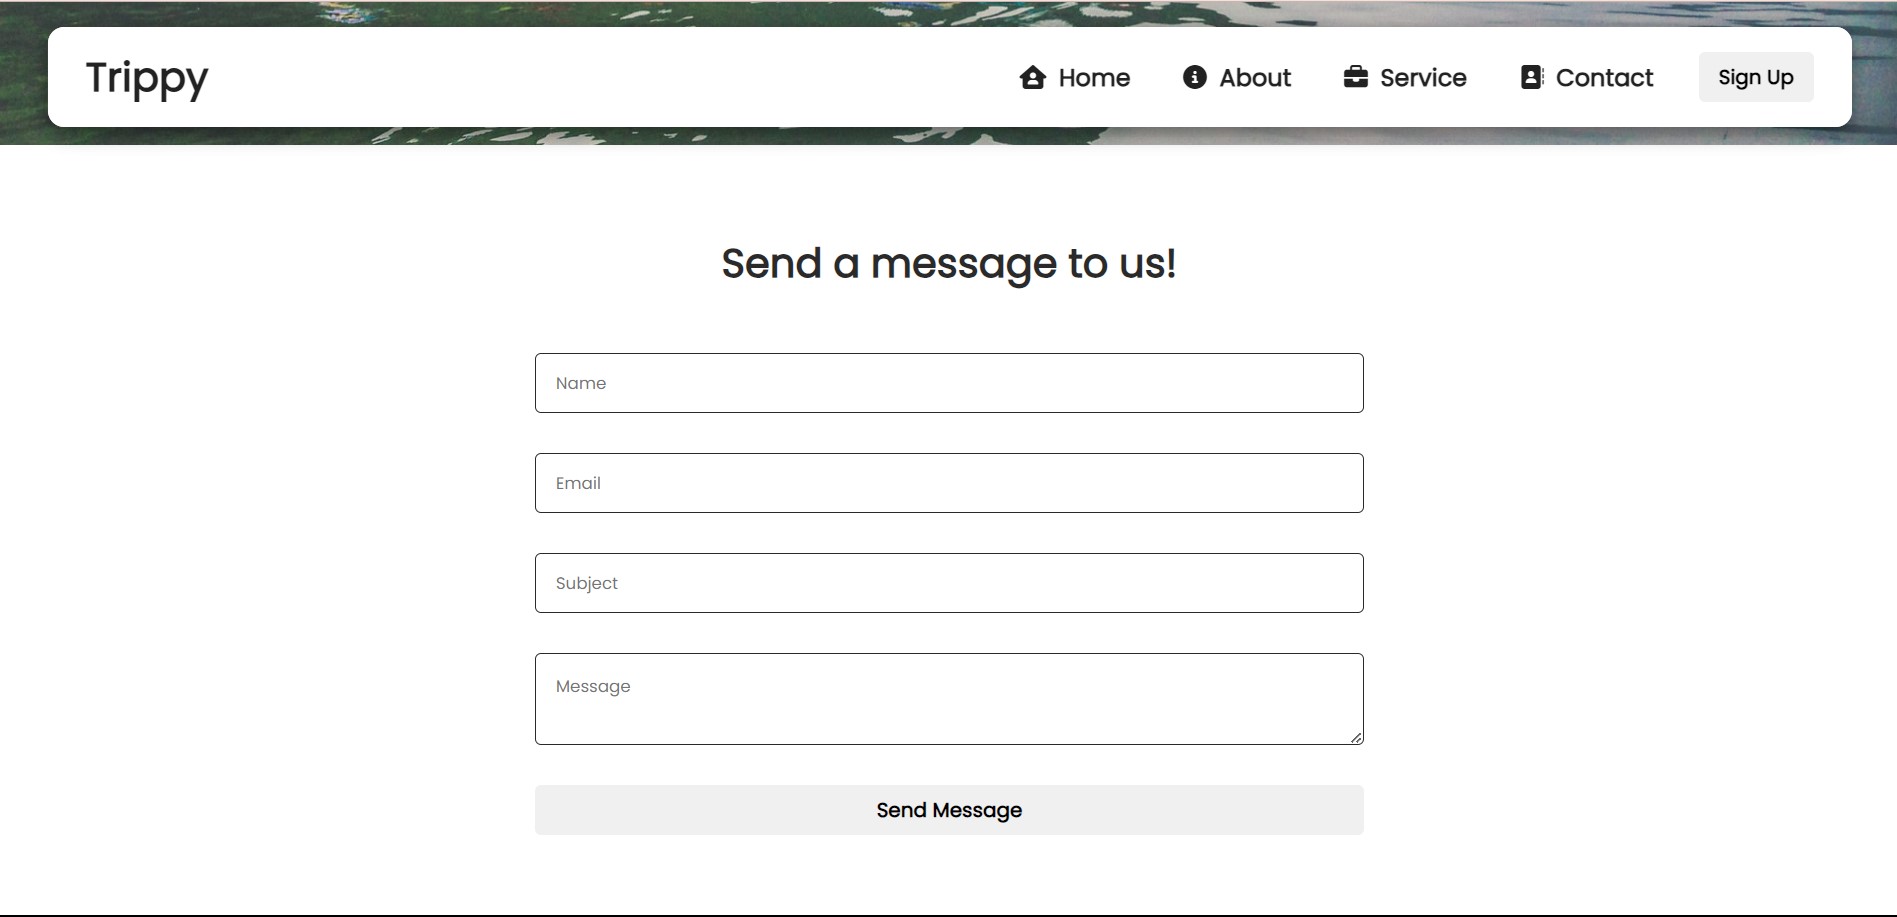 Trippy
Home About Service Contact Sign Up
Send a message to us!
Name
Email
Subject
Message
Send Message